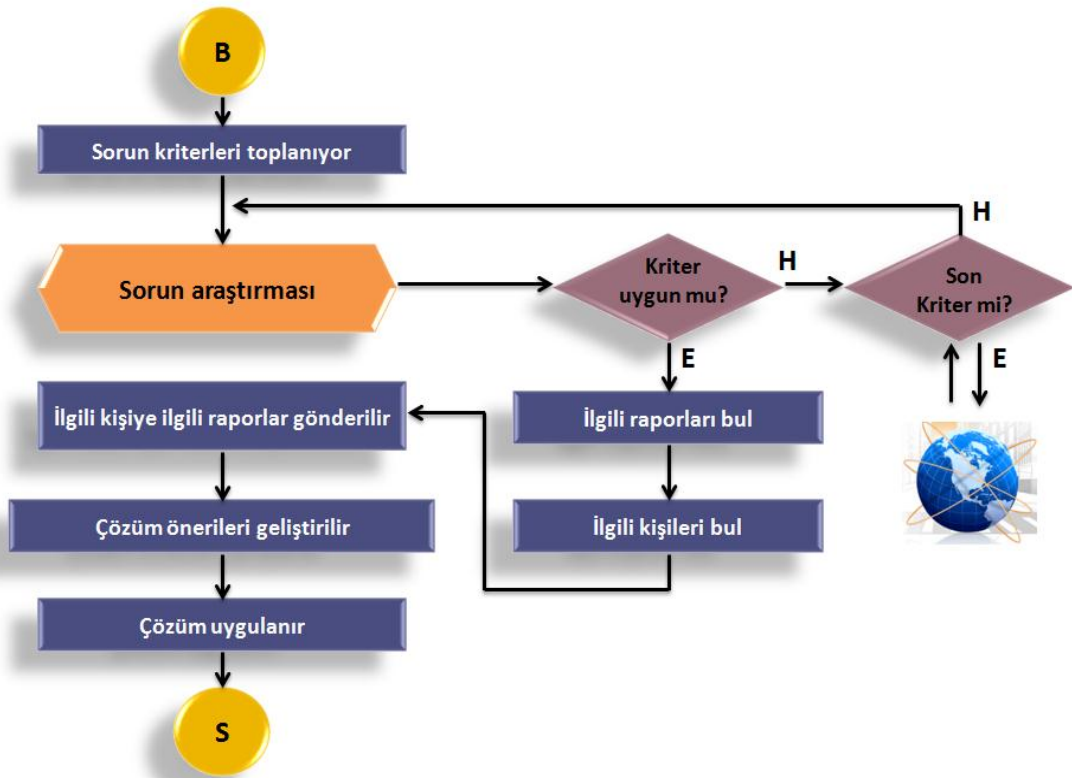 B
Sorun kriterleri toplanıyor
H
Sorun araştırması
Kriter
uygun mu?
H
Son
Kriter mi?
E
E
İlgili kişiye ilgili raporlar gönderilir
İlgili raporları bul
Çözüm önerileri geliştirilir
İlgili kişileri bul
Çözüm uygulanır
S